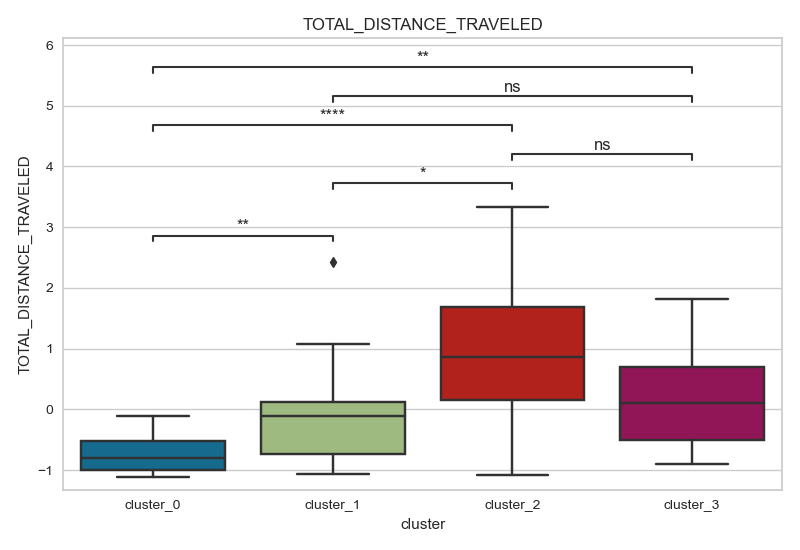 TOTAL_DISTANCE_TRAVELED
6
5
4
3
2
1
0
−1
TOTAL_DISTANCE_TRAVELED
**
ns
****
ns
*
**
cluster_0 cluster_1 cluster_2 cluster_3
cluster